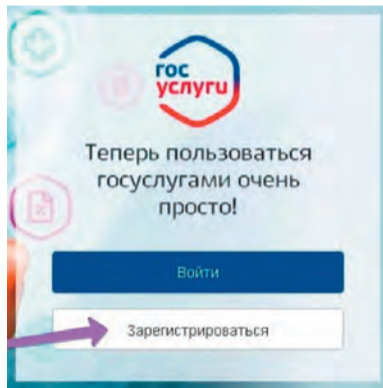 гос
услуги
Теперь пользоваться
госуслугами очень
просто!
Войти
Зарегистрироваться